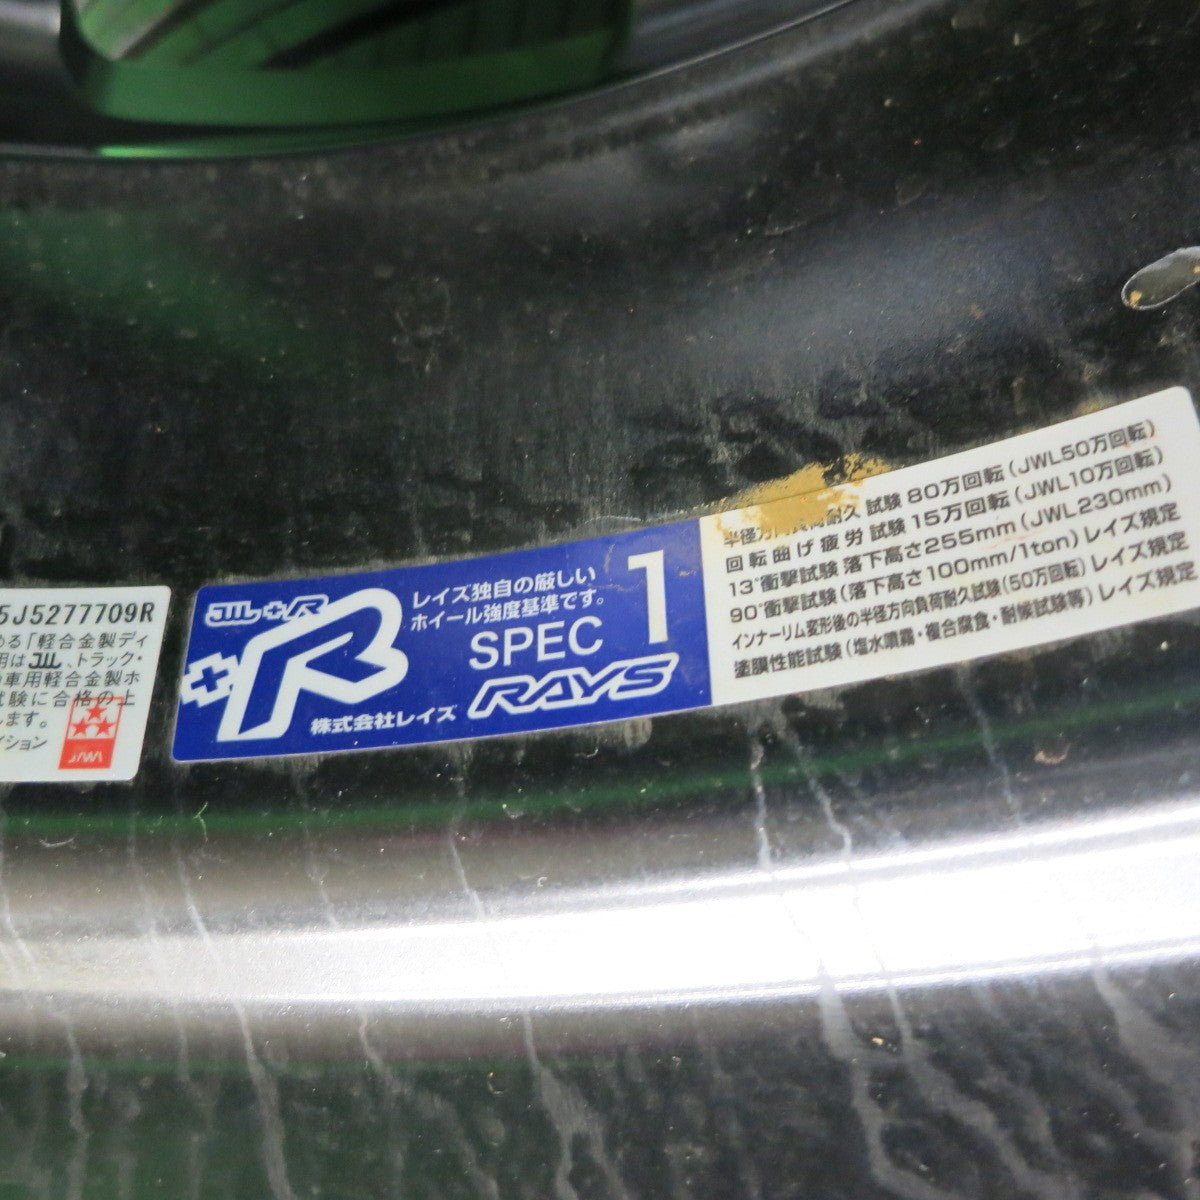 5J5277709R
める「軽合金製ディ
用はJWL、トラック・
車用軽合金製ホ
試験に合格の上
します。
イション
JAWA
JWL+R
+R
レイズ独自の厳しい
ホイール強度基準です。
SPEC 1
株式会社レイズ RAYS
半径方向負荷耐久 試験 80万回転(JWL50万回転)
回転曲げ疲労試験 15万回転(JWL10万回転)
13°衝撃試験 落下高さ255mm(JWL230mm)
90°衝撃試験(落下高さ100mm/1ton)レイズ規定
インナーリム変形後の半径方向負荷耐久試験(50万回転)レイズ規定
塗膜性能試験(塩水噴霧・複合腐食・耐候試験等)レイズ規定